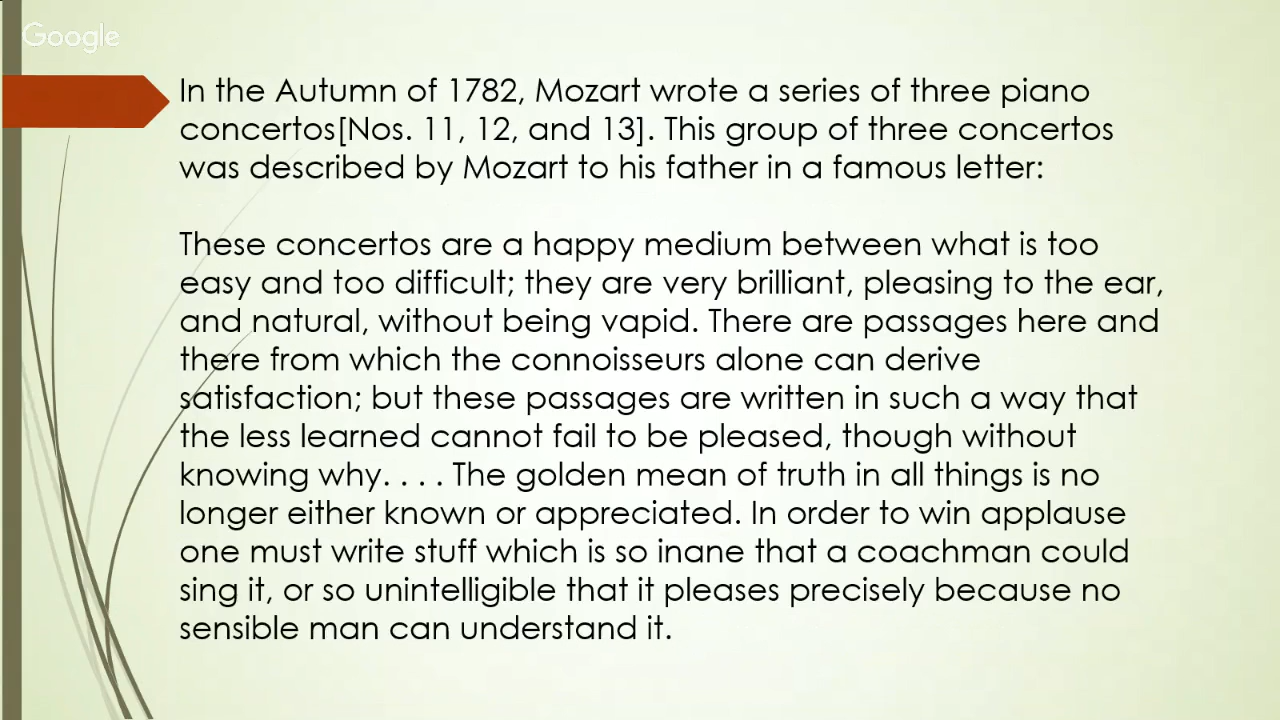 Google
In the Autumn of 1782, Mozart wrote a series of three piano
concertos[Nos. 11, 12, and 13]. This group of three concertos
was described by Mozart to his father in a famous letter:
These concertos are a happy medium between what is too
easy and too difficult; they are very brilliant, pleasing to the ear,
and natural, without being vapid. There are passages here and
there from which the connoisseurs alone can derive
satisfaction; but these passages are written in such a way that
the less learned cannot fail to be pleased, though without
knowing why. . . . The golden mean of truth in all things is no
longer either known or appreciated. In order to win applause
one must write stuff which is so inane that a coachman could
sing it, or so unintelligible that it pleases precisely because no
sensible man can understand it.